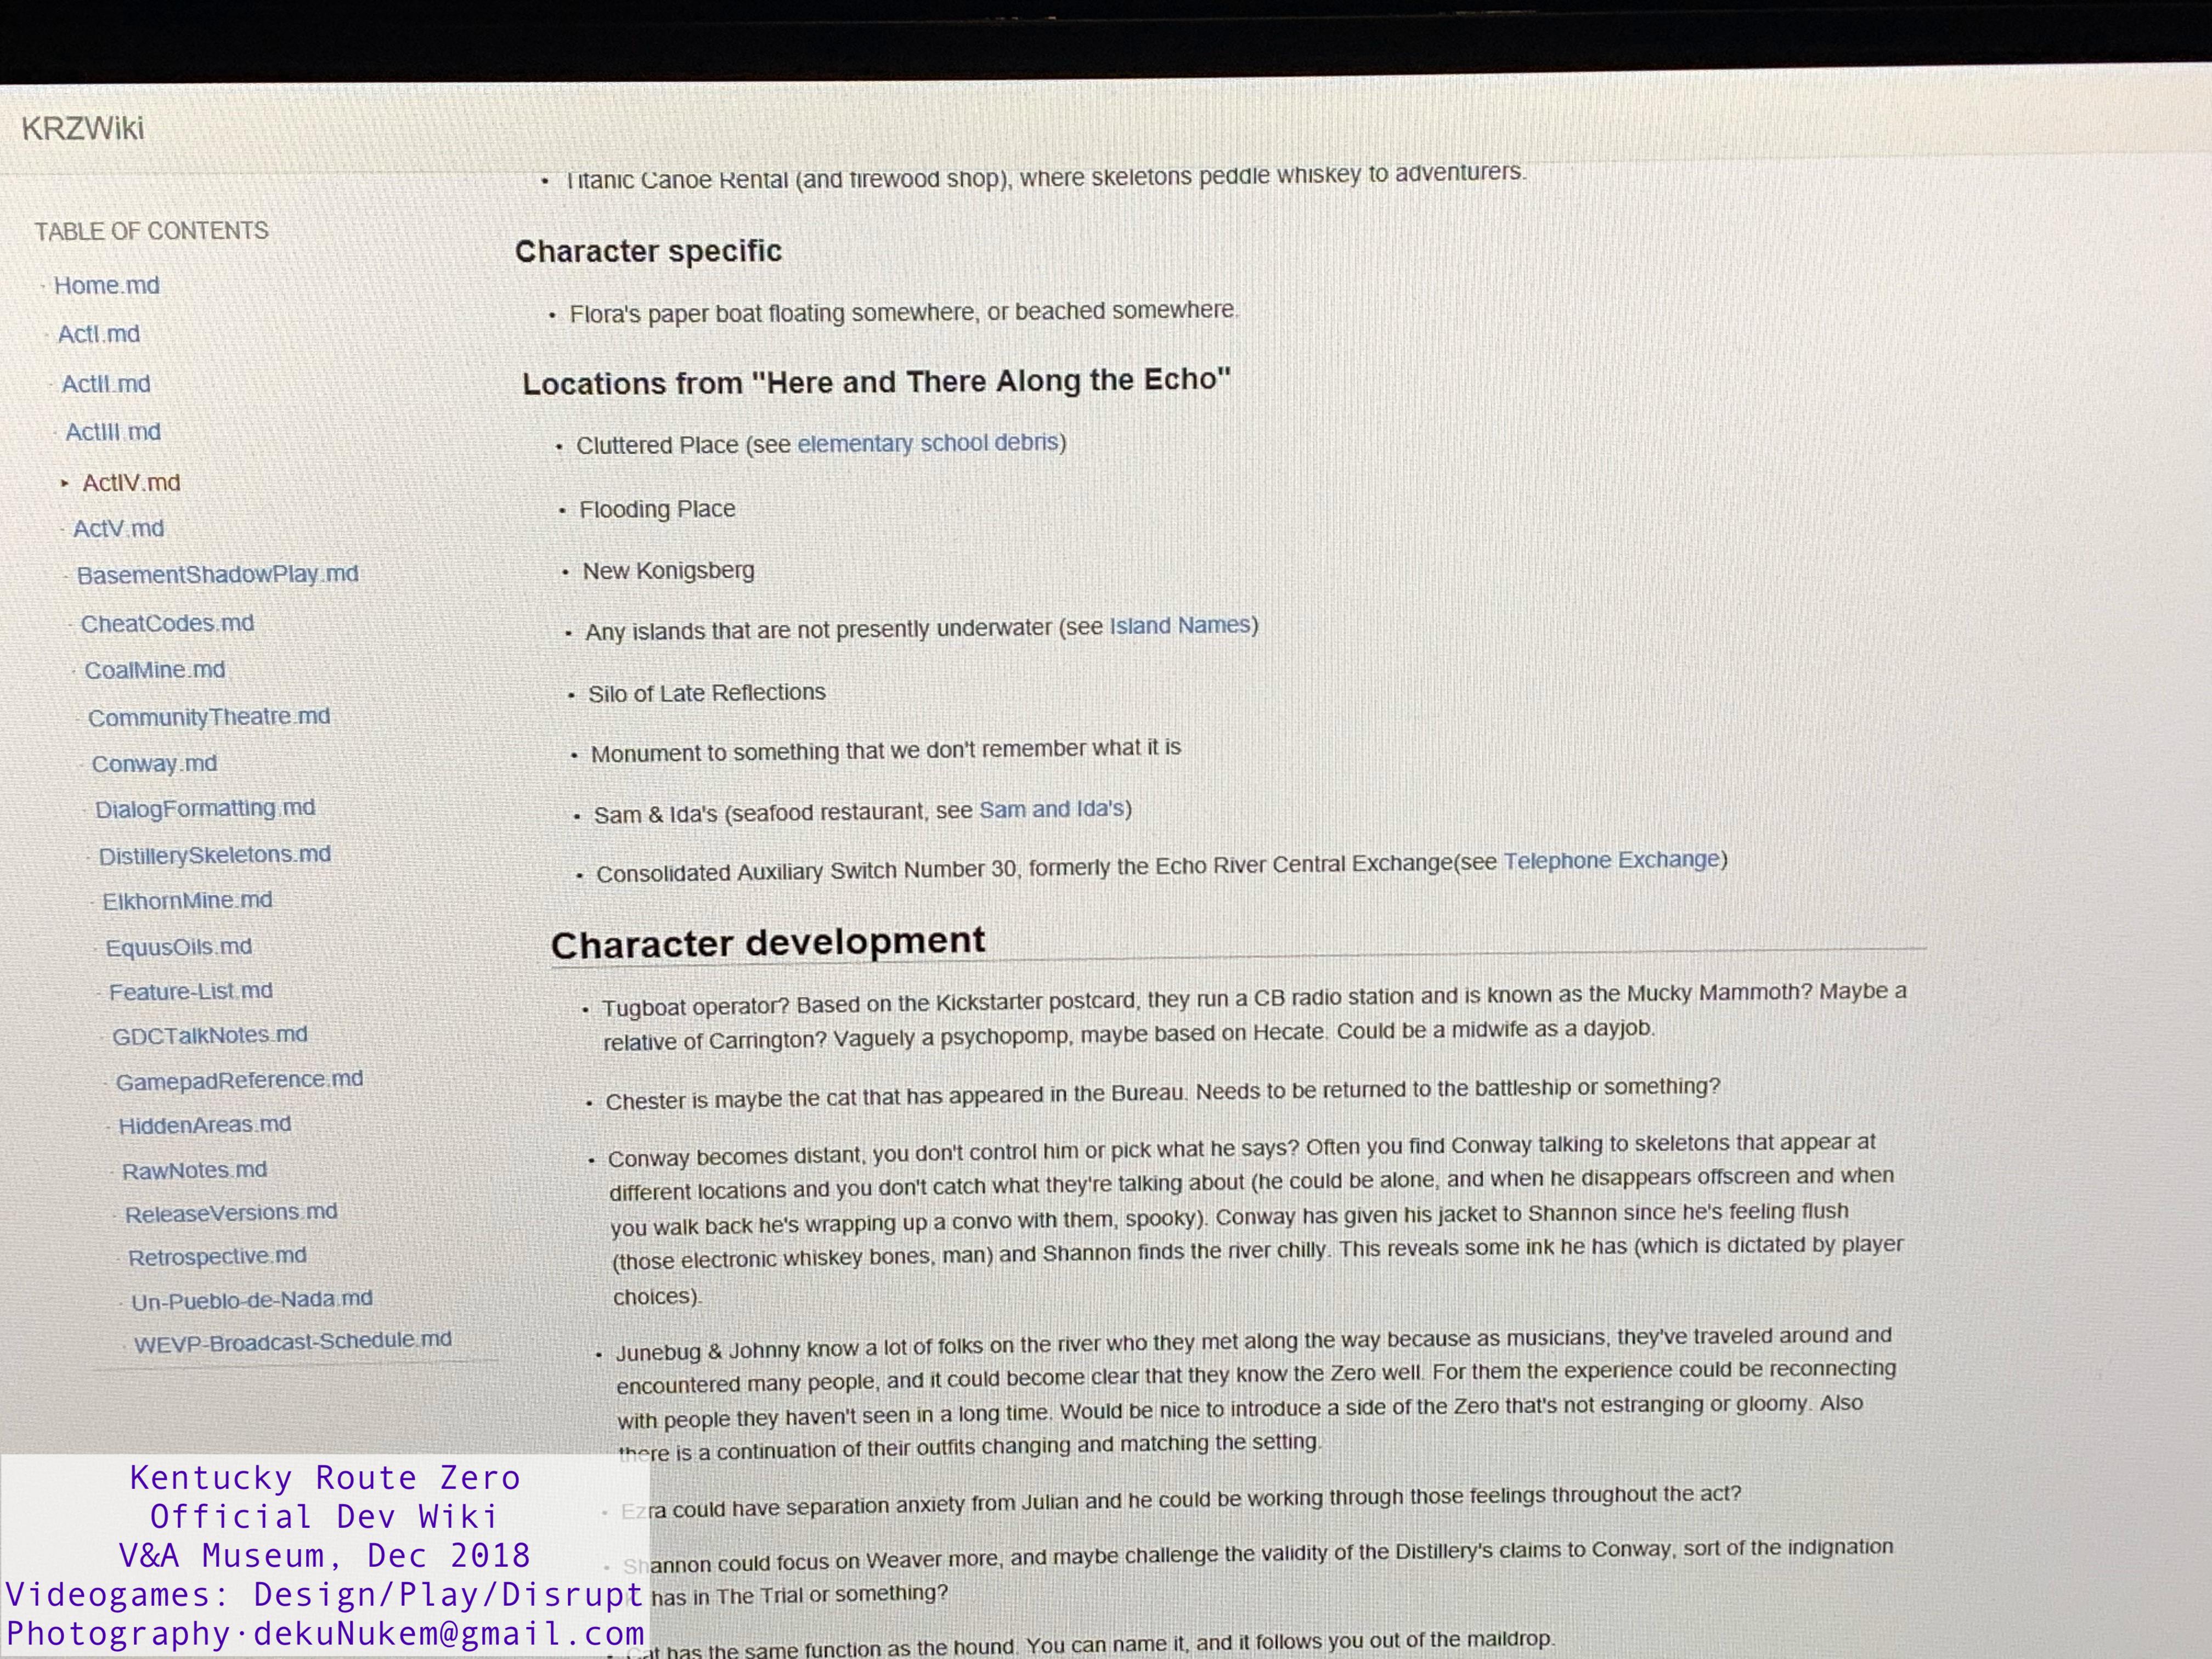 KRZWiki
TABLE OF CONTENTS
Home.md
ActI.md
ActII.md
ActIII.md
ActIV.md
ActV.md
BasementShadowPlay.md
CheatCodes.md
CoalMine.md
CommunityTheatre.md
Conway.md
DialogFormatting.md
DistillerySkeletons.md
ElkhornMine.md
EquusOils.md
Feature-List.md
GDCTalkNotes.md
GamepadReference.md
HiddenAreas.md
RawNotes.md
ReleaseVersions.md
Retrospective.md
Un-Pueblo-de-Nada.md
WEVP-Broadcast-Schedule.md
• Titanic Canoe Rental (and firewood shop), where skeletons peddle whiskey to adventurers.
Character specific
• Flora's paper boat floating somewhere, or beached somewhere.
Locations from "Here and There Along the Echo"
• Cluttered Place (see elementary school debris)
• Flooding Place
• New Konigsberg
• Any islands that are not presently underwater (see Island Names)
• Silo of Late Reflections
• Monument to something that we don't remember what it is
• Sam & Ida's (seafood restaurant, see Sam and Ida's)
• Consolidated Auxiliary Switch Number 30, formerly the Echo River Central Exchange(see Telephone Exchange)
Character development
• Tugboat operator? Based on the Kickstarter postcard, they run a CB radio station and is known as the Mucky Mammoth? Maybe a
relative of Carrington? Vaguely a psychopomp, maybe based on Hecate. Could be a midwife as a dayjob.
• Chester is maybe the cat that has appeared in the Bureau. Needs to be returned to the battleship or something?
• Conway becomes distant, you don't control him or pick what he says? Often you find Conway talking to skeletons that appear at
different locations and you don't catch what they're talking about (he could be alone, and when he disappears offscreen and when
you walk back he's wrapping up a convo with them, spooky). Conway has given his jacket to Shannon since he's feeling flush
(those electronic whiskey bones, man) and Shannon finds the river chilly. This reveals some ink he has (which is dictated by player
choices).
• Junebug & Johnny know a lot of folks on the river who they met along the way because as musicians, they've traveled around and
encountered many people, and it could become clear that they know the Zero well. For them the experience could be reconnecting
with people they haven't seen in a long time. Would be nice to introduce a side of the Zero that's not estranging or gloomy. Also
there is a continuation of their outfits changing and matching the setting.
• Ezra could have separation anxiety from Julian and he could be working through those feelings throughout the act?
• Shannon could focus on Weaver more, and maybe challenge the validity of the Distillery's claims to Conway, sort of the indignation
has in The Trial or something?
• Cat has the same function as the hound. You can name it, and it follows you out of the maildrop.
Kentucky Route Zero
Official Dev Wiki
V&A Museum, Dec 2018
Videogames: Design/Play/Disrupt
Photography·dekuNukem@gmail.com